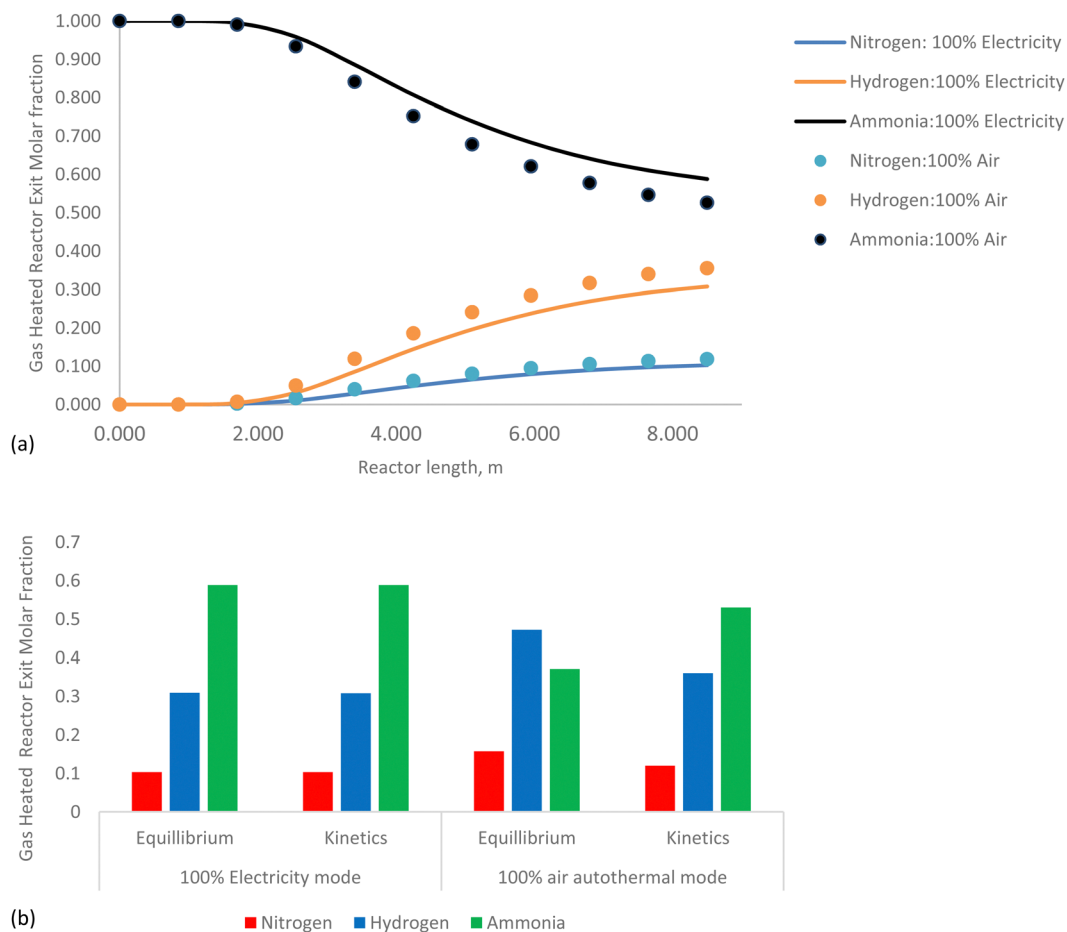 Gas Heated Reactor Exit Molar fraction
1.000
0.900
0.800
0.700
0.600
0.500
0.400
0.300
0.200
0.100
0.000
0.000 2.000 4.000 6.000 8.000
Reactor length, m
Nitrogen: 100% Electricity
Hydrogen:100% Electricity
Ammonia:100% Electricity
Nitrogen:100% Air
Hydrogen:100% Air
Ammonia:100% Air
(a)
Gas Heated Reactor Exit Molar Fraction
0.7
0.6
0.5
0.4
0.3
0.2
0.1
0
Equillibrium Kinetics Equillibrium Kinetics
100% Electricity mode 100% air autothermal mode
(b)
Nitrogen Hydrogen Ammonia